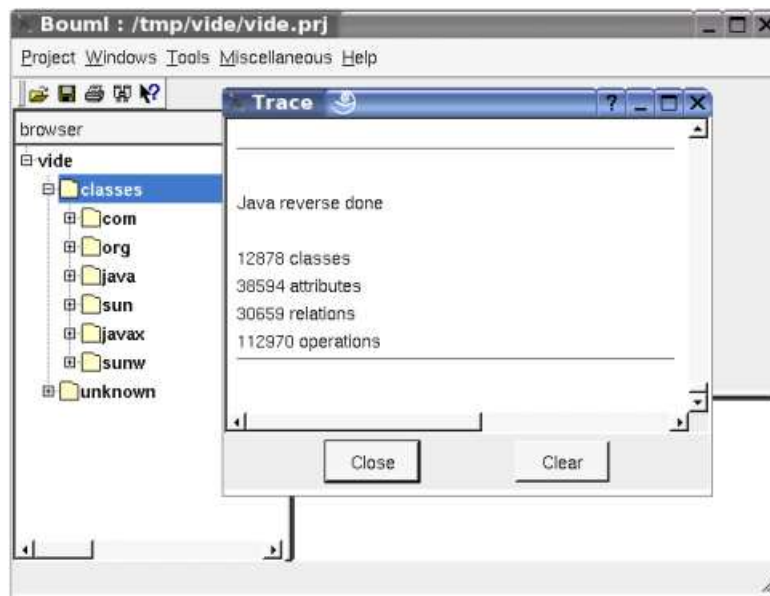 Bouml : /tmp/vide/vide.prj
Project Windows Tools Miscellaneous Help
browser
vide
classes
com
org
java
sun
javax
sunw
unknown
Trace
Java reverse done
12878 classes
38594 attributes
30659 relations
112970 operations
Close
Clear